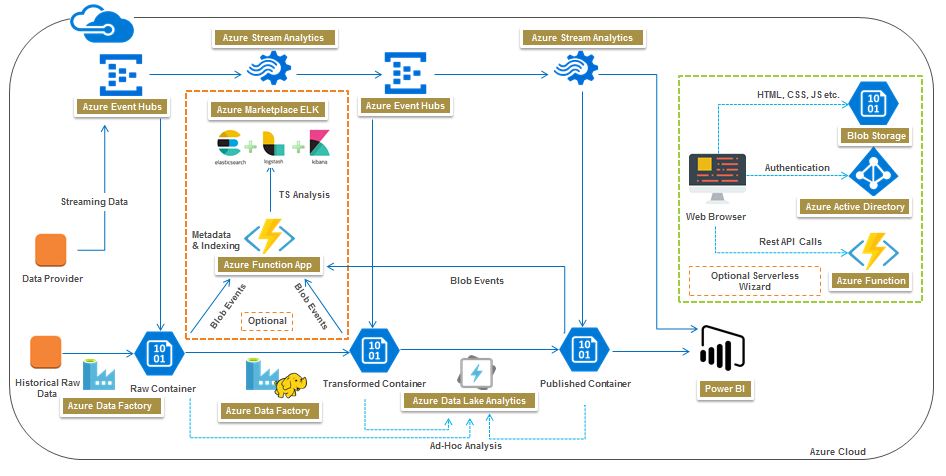 Azure Stream Analytics
Azure Stream Analytics
Azure Event Hubs
Azure Marketplace ELK
Azure Event Hubs
HTML, CSS, JS etc.
10
01
Blob Storage
elasticsearch
logstash
kibana
Streaming Data
TS Analysis
Authentication
Web Browser
Azure Active Directory
Metadata
& Indexing
Rest API Calls
Data Provider
Azure Function App
Blob Events
Azure Function
Optional Serverless
Wizard
Blob Events
Blob Events
Optional
10
01
10
01
10
01
Historical Raw
Data
Raw Container
Transformed Container
Published Container
Power BI
Azure Data Factory
Azure Data Factory
Azure Data Lake Analytics
Ad-Hoc Analysis
Azure Cloud